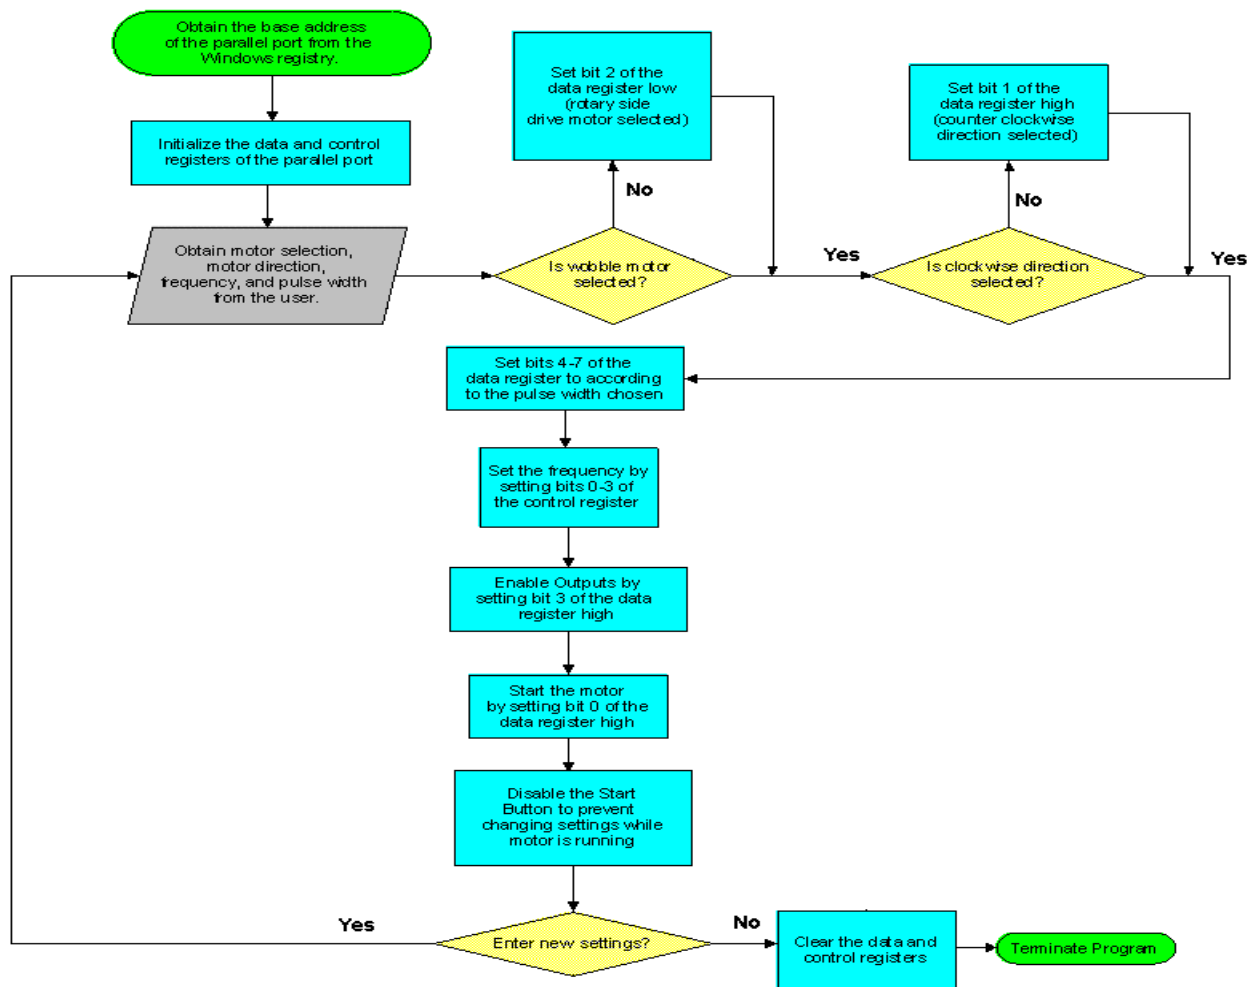 Obtain the base address
of the parallel port from the
Windows registry.
Initialize the data and control
registers of the parallel port
Obtain motor selection,
motor direction,
frequency, and pulse width
from the user.
Is wobble motor
selected?
No
Set bit 2 of the
data register low
(rotary side
drive motor selected)
Yes
Is clockwise direction
selected?
No
Set bit 1 of the
data register high
(counter clockwise
direction selected)
Yes
Set bits 4-7 of the
data register to according
to the pulse width chosen
Set the frequency by
setting bits 0-3 of
the control register
Enable Outputs by
setting bit 3 of the data
register high
Start the motor
by setting bit 0 of the
data register high
Disable the Start
Button to prevent
changing settings while
motor is running
Enter new settings?
Yes
No
Clear the data and
control registers
Terminate Program